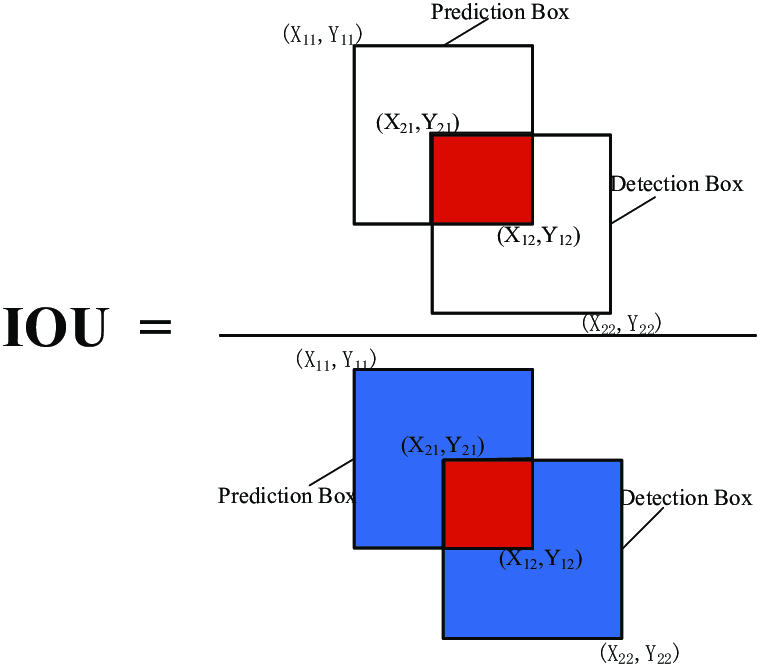 Prediction Box
(X11, Y11)
(X21,Y21)
Detection Box
(X12,Y12)
(X22, Y22)
IOU =
(X11, Y11)
(X21,Y21)
Prediction Box
Detection Box
(X12,Y12)
(X22, Y22)